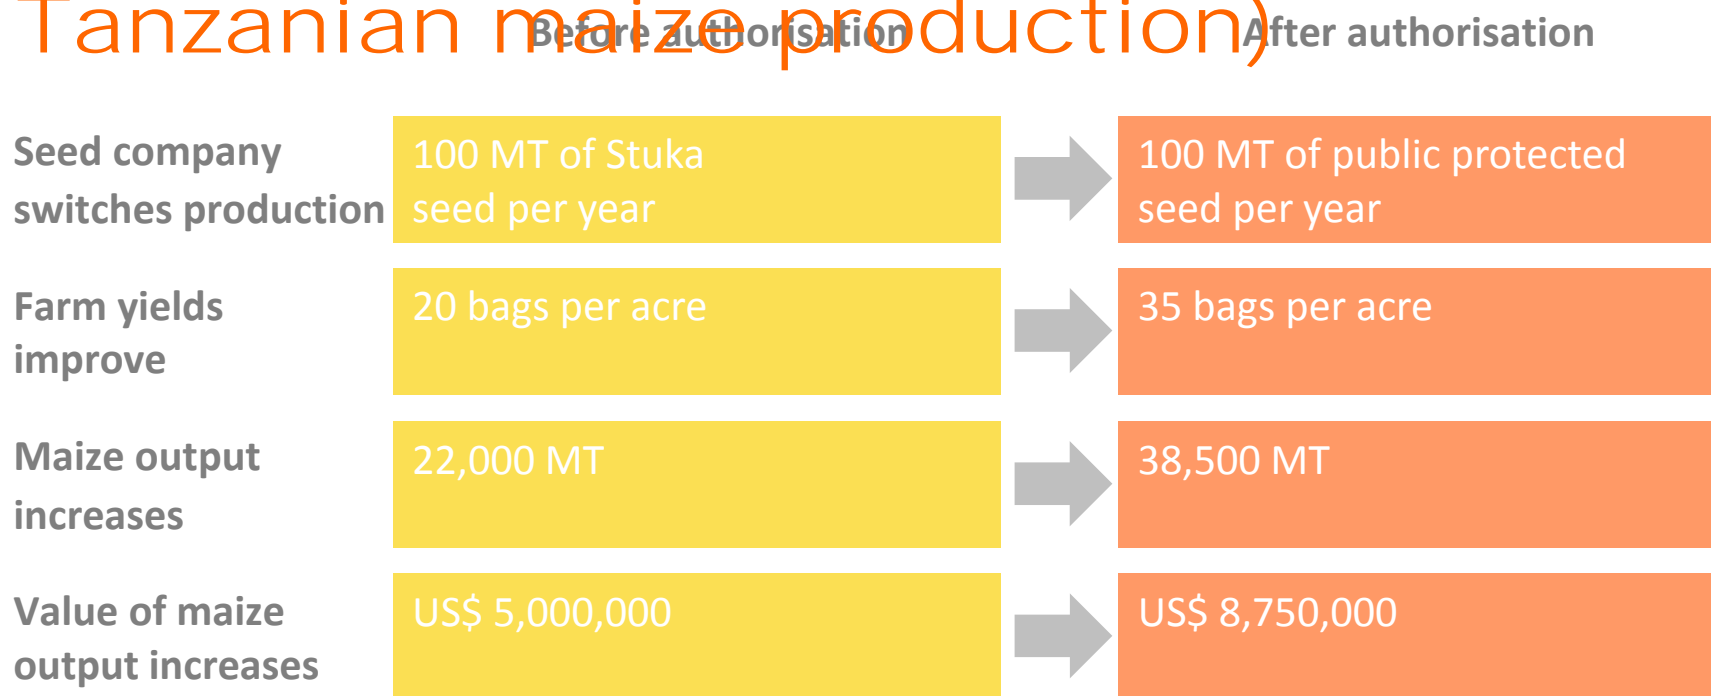 Tanzanian maize production)
Before authorisation
After authorisation
Seed company
switches production
100 MT of Stuka
seed per year
100 MT of public protected
seed per year
Farm yields
improve
20 bags per acre
35 bags per acre
Maize output
increases
22,000 MT
38,500 MT
Value of maize
output increases
US$ 5,000,000
US$ 8,750,000